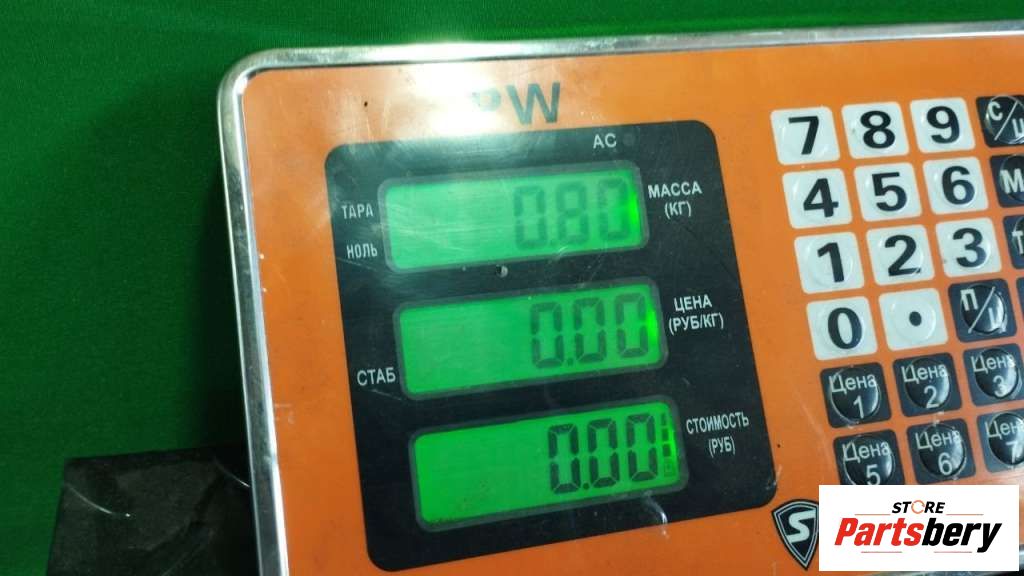 W
AC
ТАРА
НОЛЬ
0.80
МАССА
(КГ)
СТАБ
0.00
ЦЕНА
(РУБ/КГ)
0.00
СТОИМОСТЬ
(РУБ)
7 8 9 С/Ц
4 5 6 М
1 2 3 Т
0 .
Цена 1 Цена 2 Цена 3
Цена 5 Цена 6 Цена 7
S
STORE
Partsbery